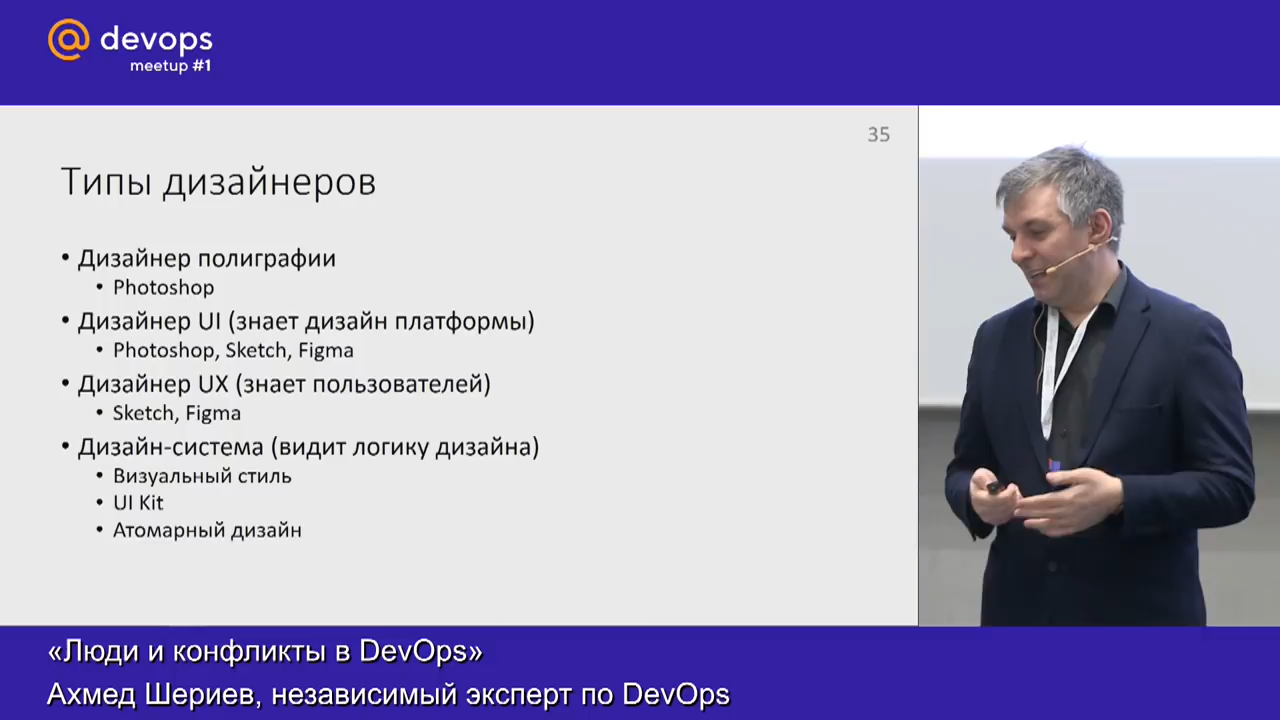 @ devops
meetup #1
35
Типы дизайнеров
• Дизайнер полиграфии
• Photoshop
• Дизайнер UI (знает дизайн платформы)
• Photoshop, Sketch, Figma
• Дизайнер UX (знает пользователей)
• Sketch, Figma
• Дизайн-система (видит логику дизайна)
• Визуальный стиль
• UI Kit
• Атомарный дизайн
«Люди и конфликты в DevOps»
Ахмед Шериев, независимый эксперт по DevOps